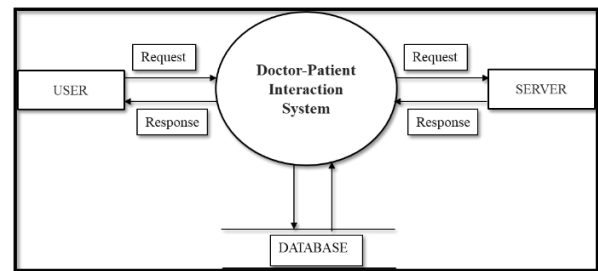 Request
Request
Doctor-Patient
Interaction
System
USER
SERVER
Response
Response
DATABASE